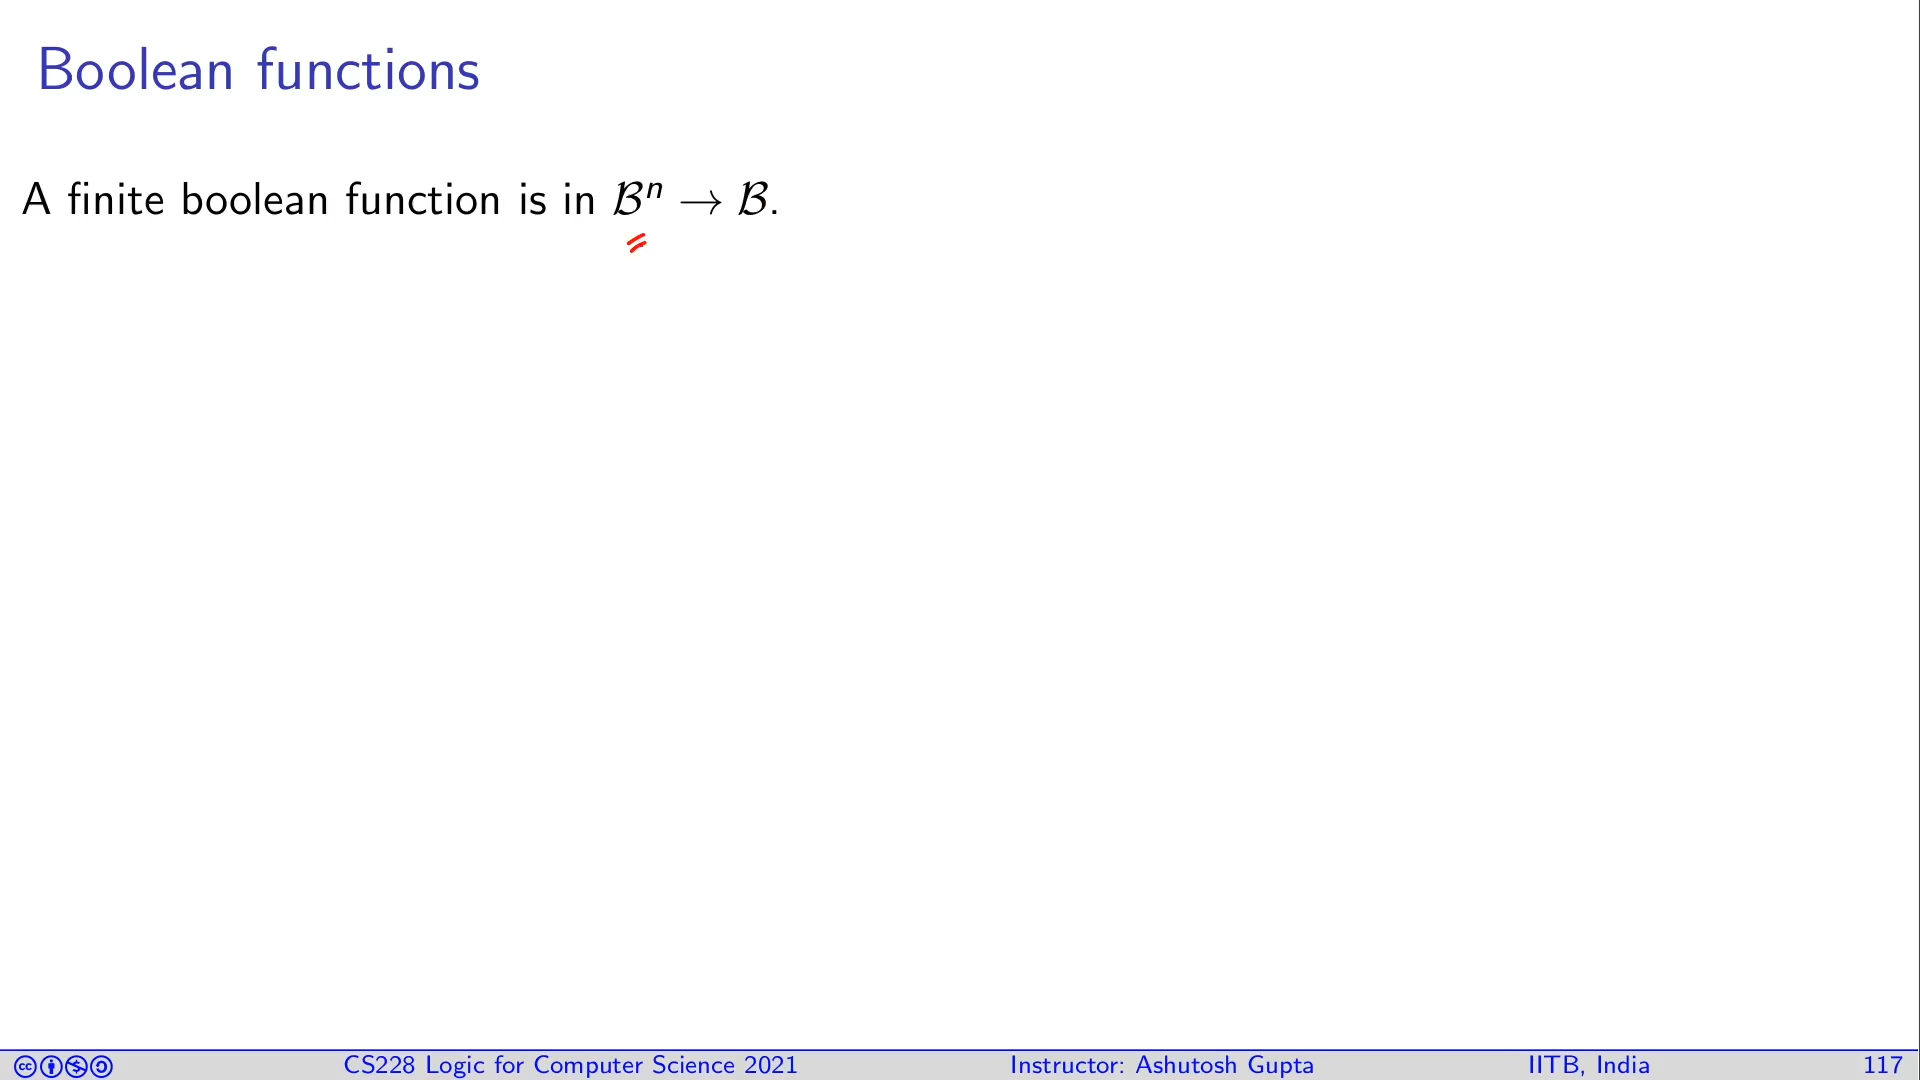 Boolean functions
A finite boolean function is in ℬⁿ → ℬ.
CS228 Logic for Computer Science 2021 Instructor: Ashutosh Gupta IITB, India 117